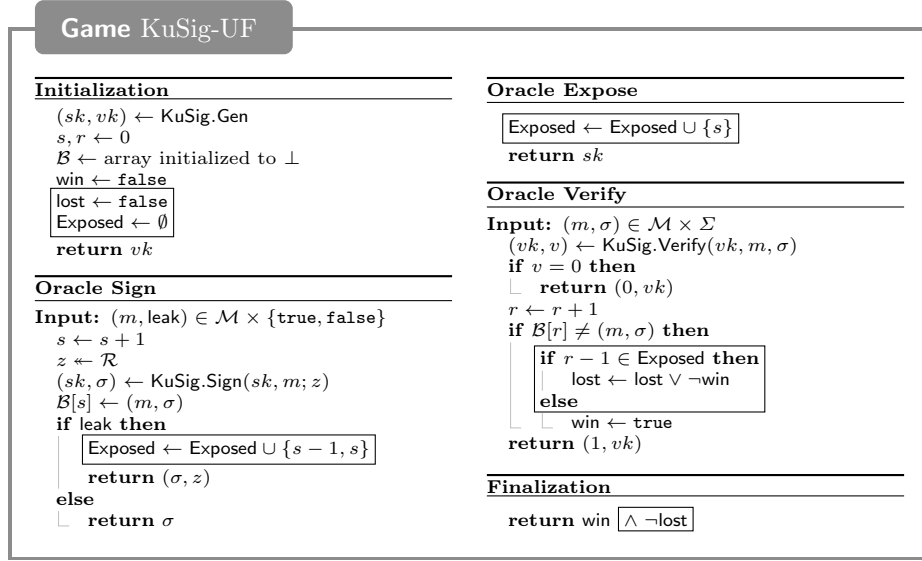 Game KuSig-UF
Initialization
(sk, vk) ← KuSig.Gen
s, r ← 0
ℬ ← array initialized to ⊥
win ← false
lost ← false
Exposed ← ∅
return vk
Oracle Sign
Input: (m, leak) ∈ ℳ × {true, false}
s ← s + 1
z ↞ ℛ
(sk, σ) ← KuSig.Sign(sk, m; z)
ℬ[s] ← (m, σ)
if leak then
Exposed ← Exposed ∪ {s − 1, s}
return (σ, z)
else
return σ
Oracle Expose
Exposed ← Exposed ∪ {s}
return sk
Oracle Verify
Input: (m, σ) ∈ ℳ × Σ
(vk, v) ← KuSig.Verify(vk, m, σ)
if v = 0 then
return (0, vk)
r ← r + 1
if ℬ[r] ≠ (m, σ) then
if r − 1 ∈ Exposed then
lost ← lost ∨ ¬win
else
win ← true
return (1, vk)
Finalization
return win ∧ ¬lost